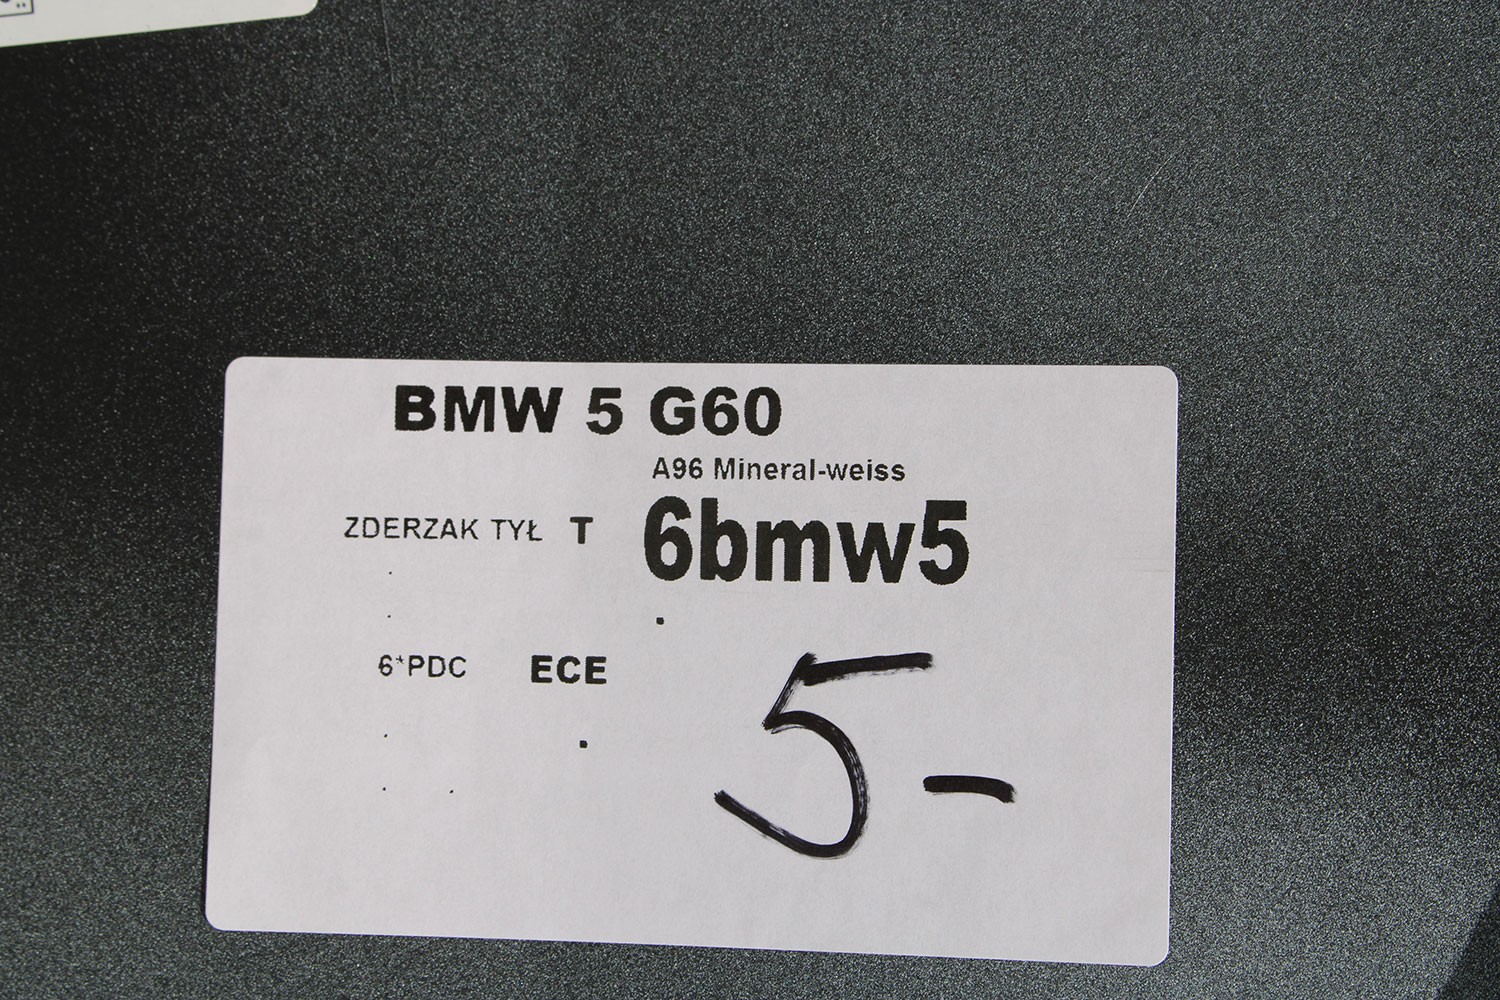 BMW 5 G60
A96 Mineral-weiss
ZDERZAK TYŁ T 6bmw5
6*PDC ECE
5-